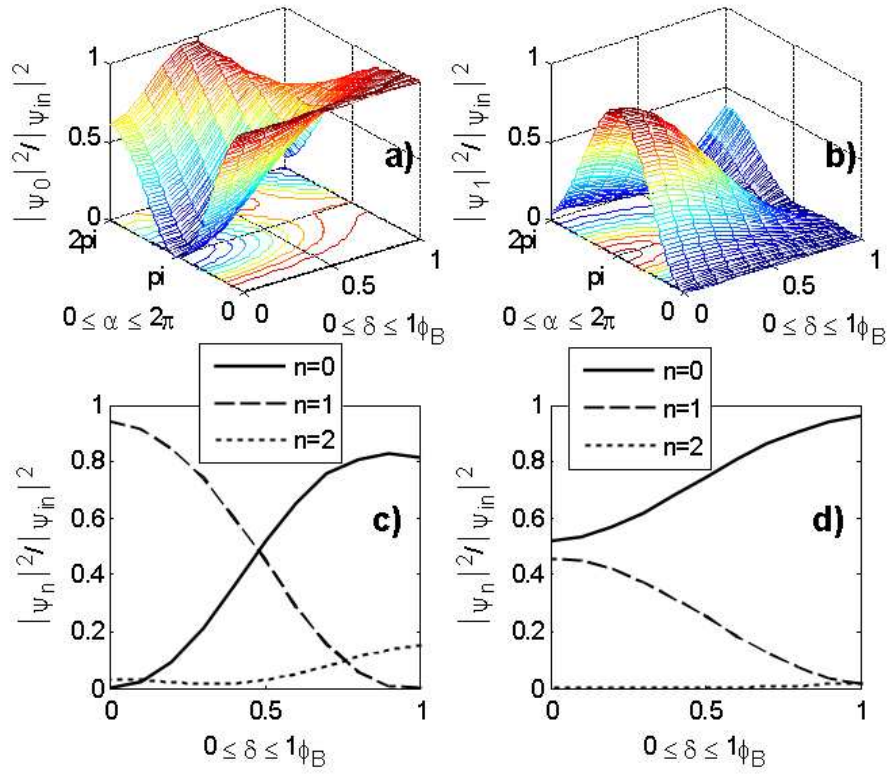 |ψ₀|²/|ψᵢₙ|²
1
0.5
0
2pi
pi
0
0 ≤ α ≤ 2π
0
0.5
1
0 ≤ δ ≤ 1ϕ_B
a)
|ψ₁|²/|ψᵢₙ|²
1
0.5
0
2pi
pi
0
0 ≤ α ≤ 2π
0
0.5
1
0 ≤ δ ≤ 1ϕ_B
b)
n=0
n=1
n=2
|ψₙ|²/|ψᵢₙ|²
1
0.8
0.6
0.4
0.2
0
0
0.5
1
0 ≤ δ ≤ 1ϕ_B
c)
n=0
n=1
n=2
|ψₙ|²/|ψᵢₙ|²
1
0.8
0.6
0.4
0.2
0
0
0.5
1
0 ≤ δ ≤ 1ϕ_B
d)